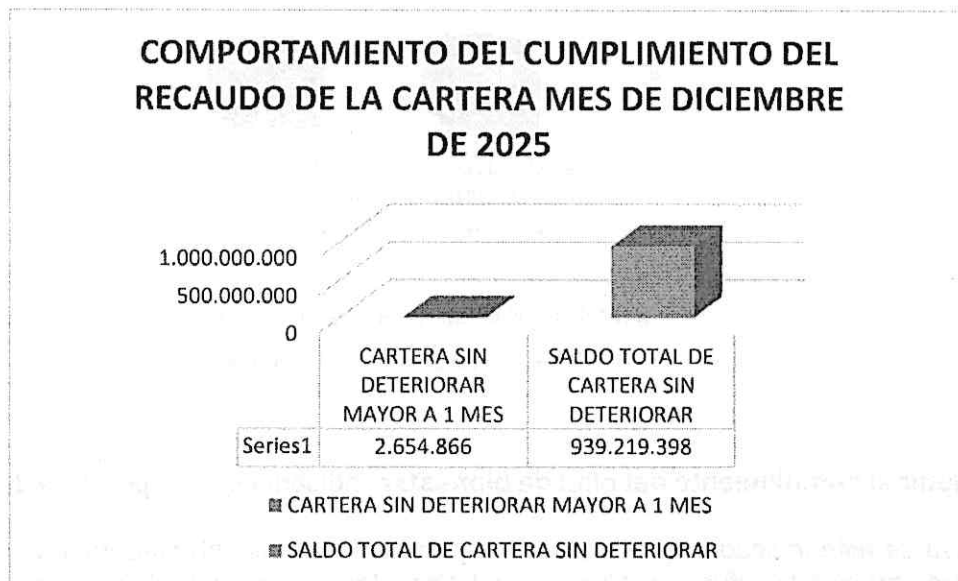 COMPORTAMIENTO DEL CUMPLIMIENTO DEL
RECAUDO DE LA CARTERA MES DE DICIEMBRE
DE 2025
1.000.000.000
500.000.000
0
CARTERA SIN
DETERIORAR
MAYOR A 1 MES
SALDO TOTAL DE
CARTERA SIN
DETERIORAR
Series1 2.654.866 939.219.398
CARTERA SIN DETERIORAR MAYOR A 1 MES
SALDO TOTAL DE CARTERA SIN DETERIORAR